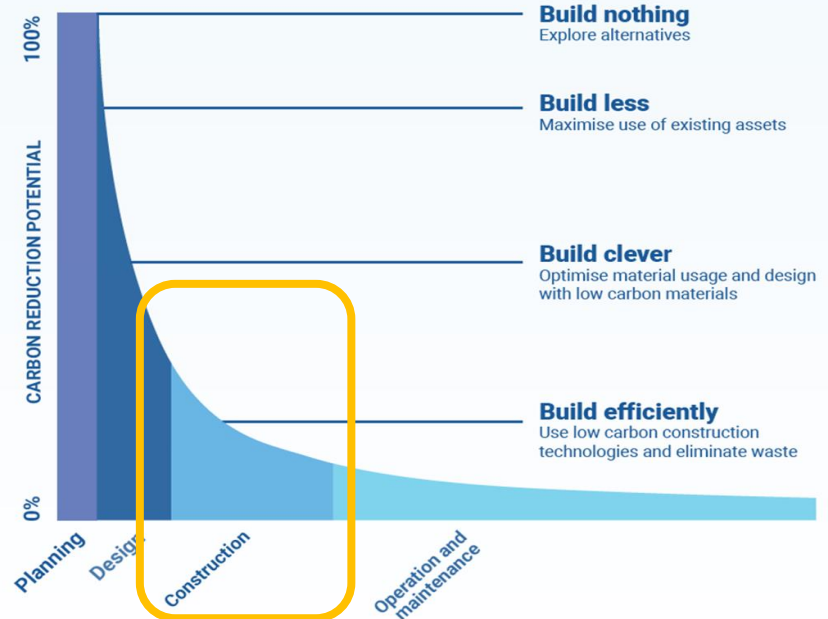 100%
CARBON REDUCTION POTENTIAL
0%
Build nothing
Explore alternatives
Build less
Maximise use of existing assets
Build clever
Optimise material usage and design
with low carbon materials
Build efficiently
Use low carbon construction
technologies and eliminate waste
Planning
Design
Construction
Operation and
maintenance